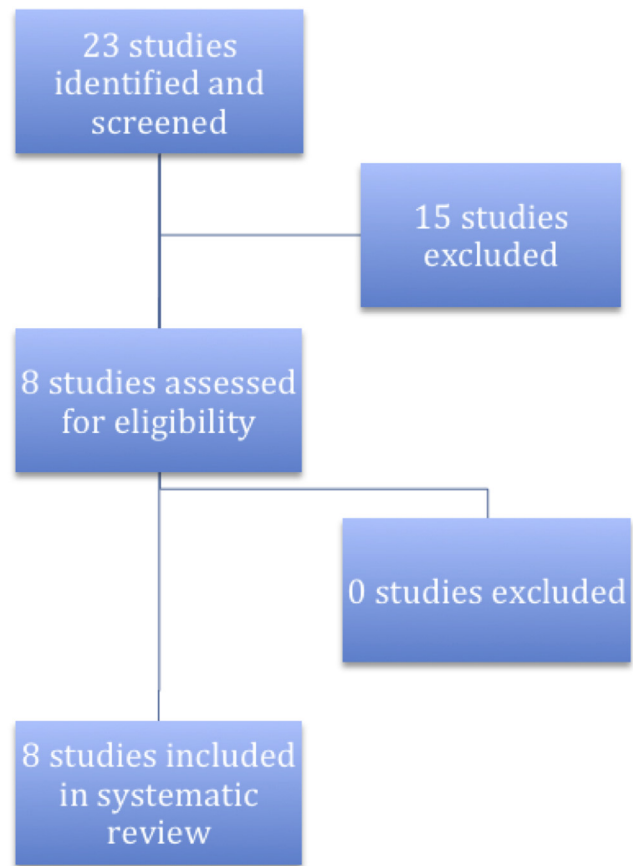 23 studies
identified and
screened
15 studies
excluded
8 studies assessed
for eligibility
0 studies excluded
8 studies included
in systematic
review